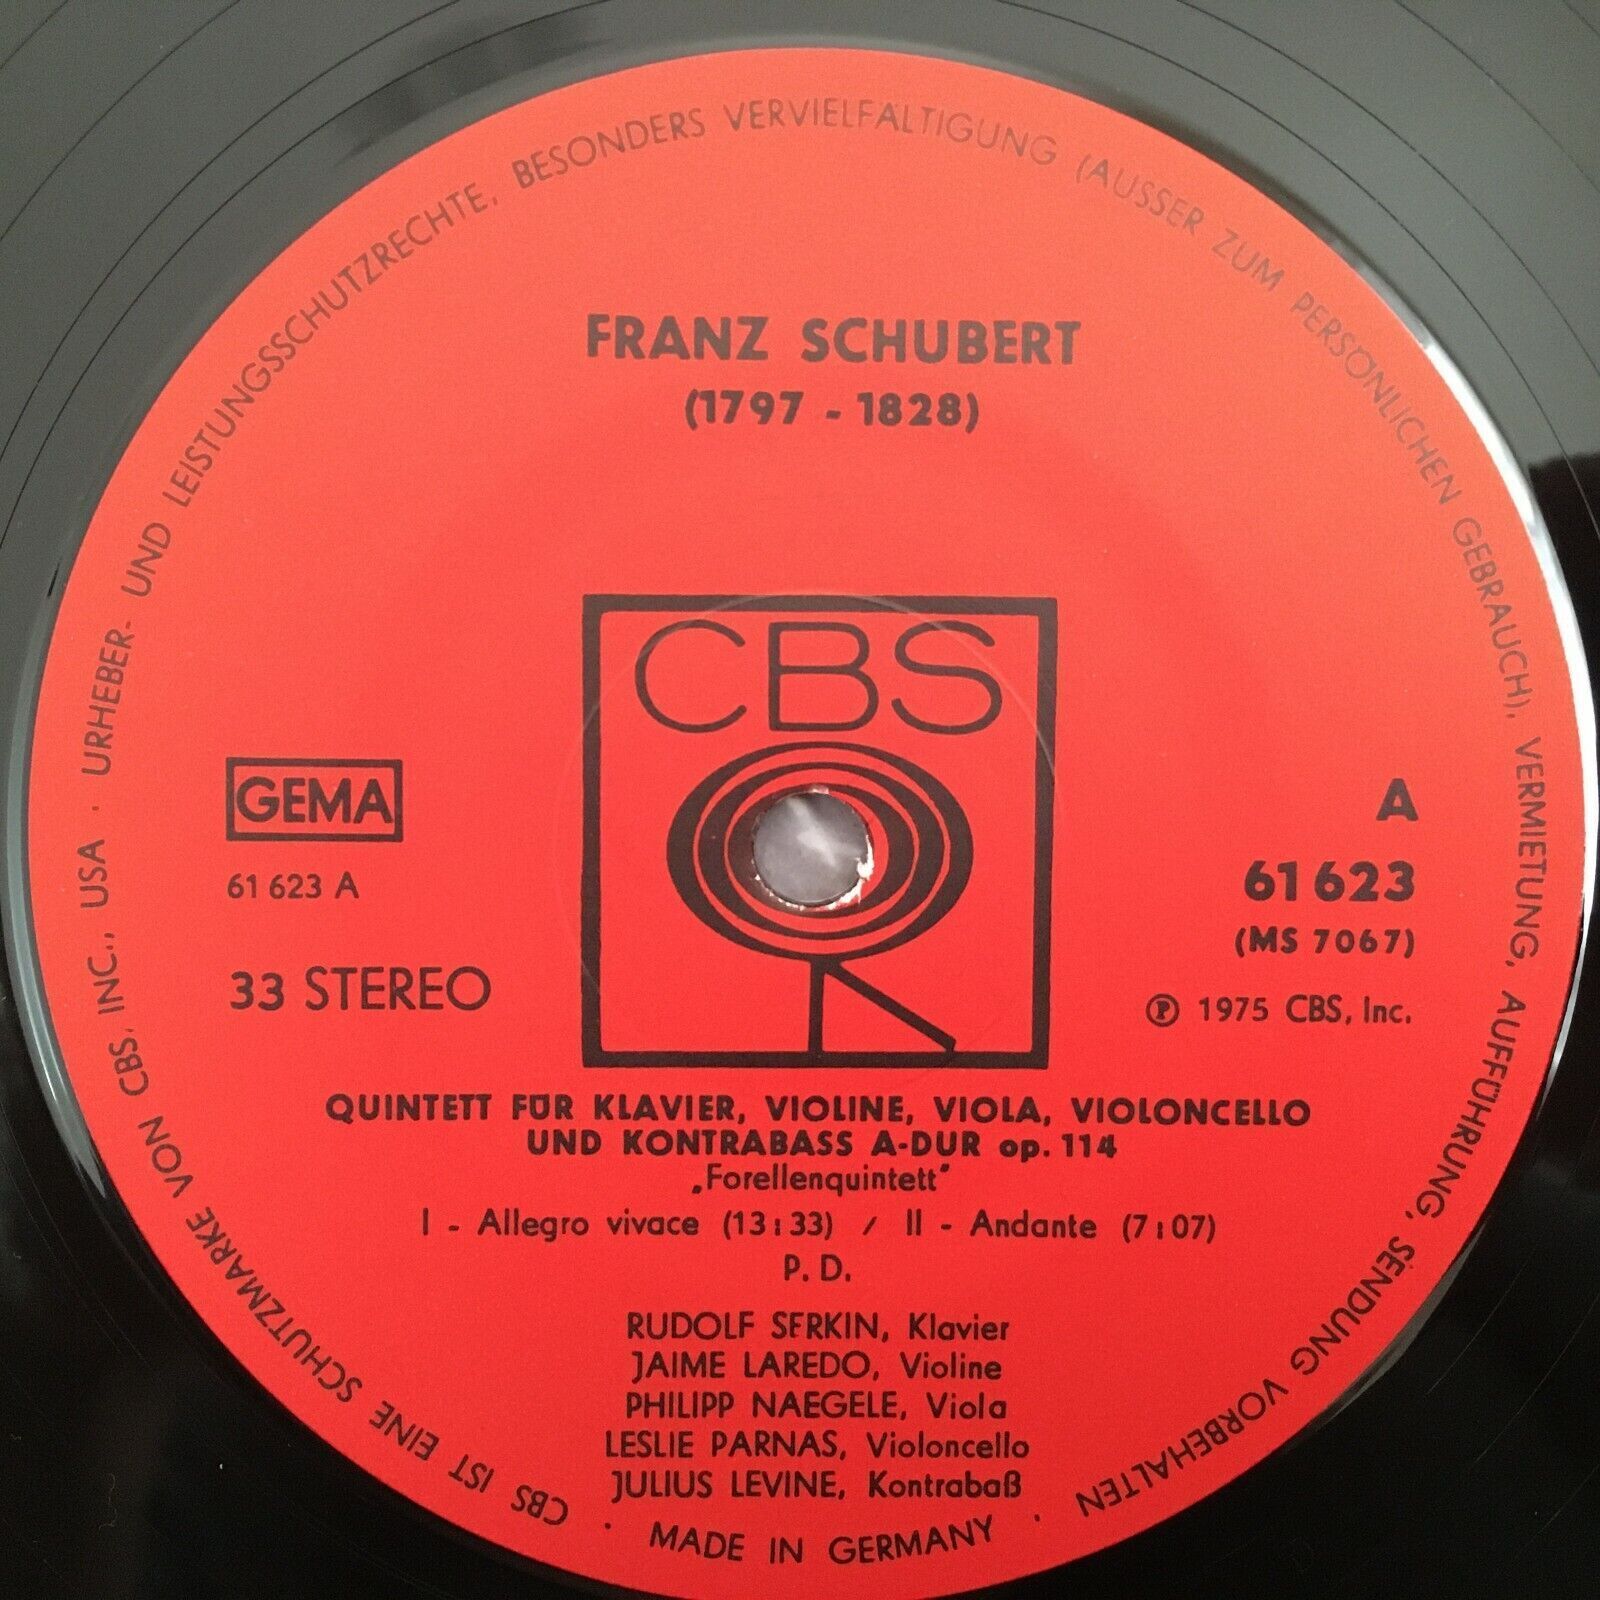 URHEBER- UND LEISTUNGSSCHUTZRECHTE, BESONDERS VERVIELFÄLTIGUNG (AUSSER ZUM PERSÖNLICHEN GEBRAUCH), VERMIETUNG, AUFFÜHRUNG, SENDUNG VORBEHALTEN
FRANZ SCHUBERT
(1797 - 1828)
CBS
GEMA
61 623 A
33 STEREO
A
61 623
(MS 7067)
℗ 1975 CBS, Inc.
QUINTETT FÜR KLAVIER, VIOLINE, VIOLA, VIOLONCELLO
UND KONTRABASS A-DUR op. 114
„Forellenquintett“
I - Allegro vivace (13:33) / II - Andante (7:07)
P. D.
RUDOLF SERKIN, Klavier
JAIME LAREDO, Violine
PHILIPP NAEGELE, Viola
LESLIE PARNAS, Violoncello
JULIUS LEVINE, Kontrabaß
· MADE IN GERMANY ·
CBS IST EINE SCHUTZMARKE VON CBS, INC., USA ·